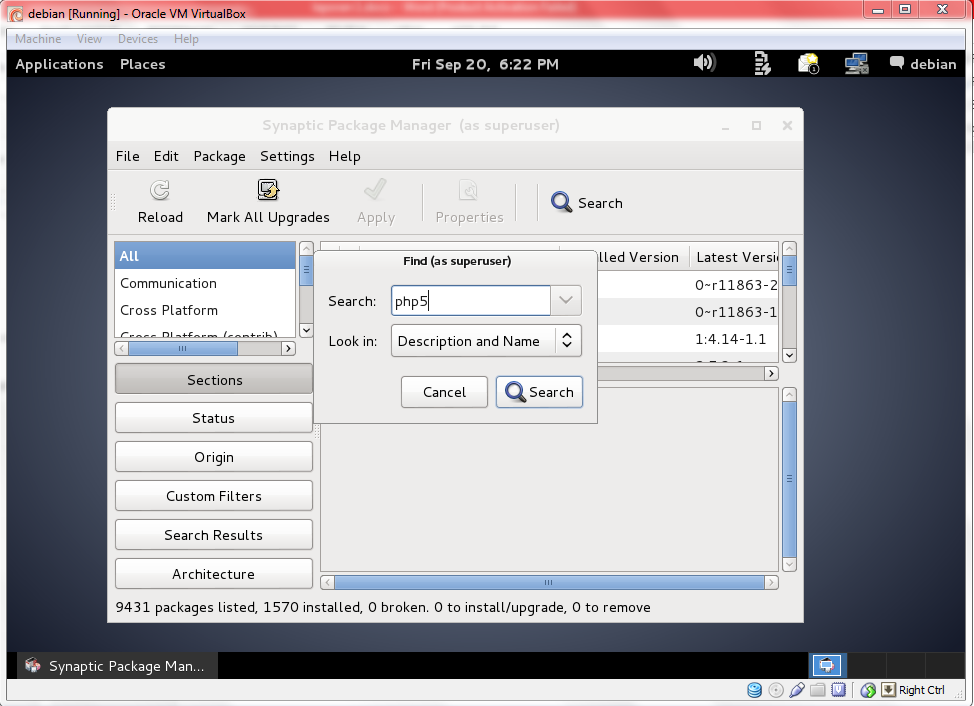 debian [Running] - Oracle VM VirtualBox
Machine View Devices Help
Applications Places Fri Sep 20, 6:22 PM 1 debian
Synaptic Package Manager (as superuser)
File Edit Package Settings Help
Reload Mark All Upgrades Apply Properties Search
All
Communication
Cross Platform
Cross Platform (contrib)
lled Version Latest Versi
0~r11863-2
0~r11863-1
1:4.14-1.1
Find (as superuser)
Search: php5
Look in: Description and Name
Cancel Search
Sections
Status
Origin
Custom Filters
Search Results
Architecture
9431 packages listed, 1570 installed, 0 broken. 0 to install/upgrade, 0 to remove
Synaptic Package Man...
Right Ctrl